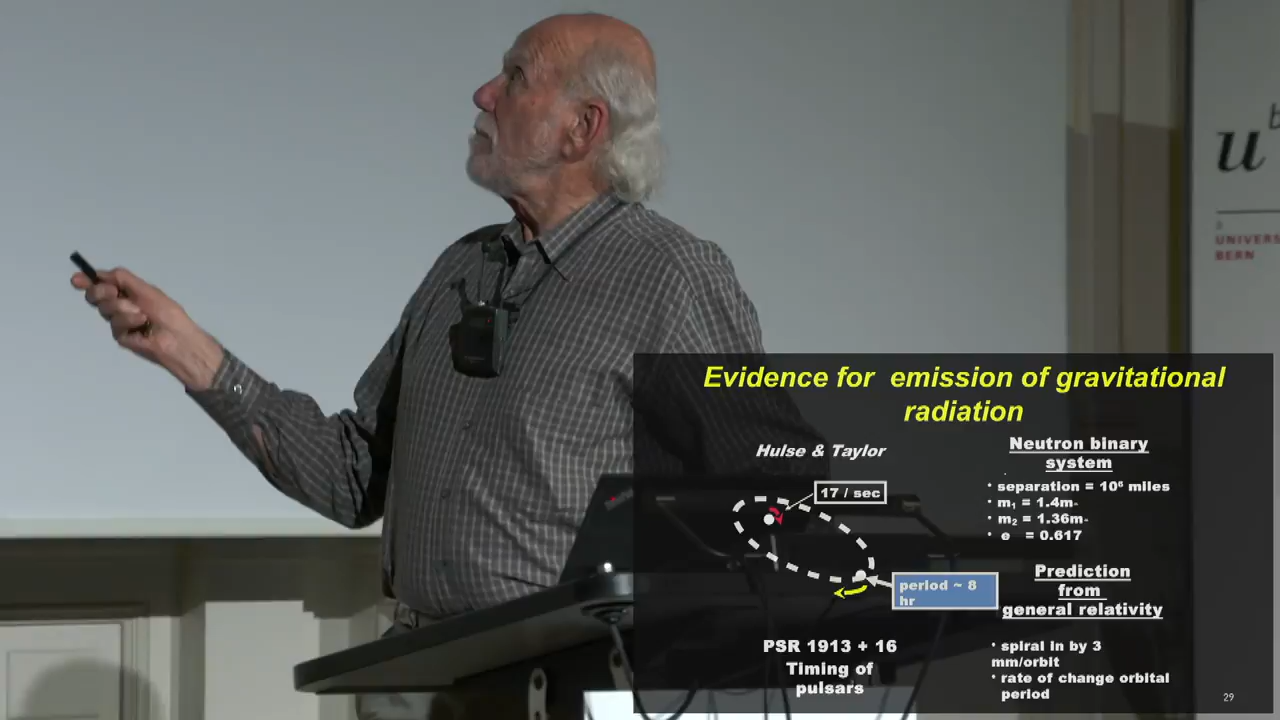 u
b
UNIVERS
BERN
Evidence for emission of gravitational
radiation
Hulse & Taylor
17 / sec
period ~ 8
hr
PSR 1913 + 16
Timing of
pulsars
Neutron binary
system
• separation = 10⁶ miles
• m₁ = 1.4m
• m₂ = 1.36m
• e = 0.617
Prediction
from
general relativity
• spiral in by 3
mm/orbit
• rate of change orbital
period
29